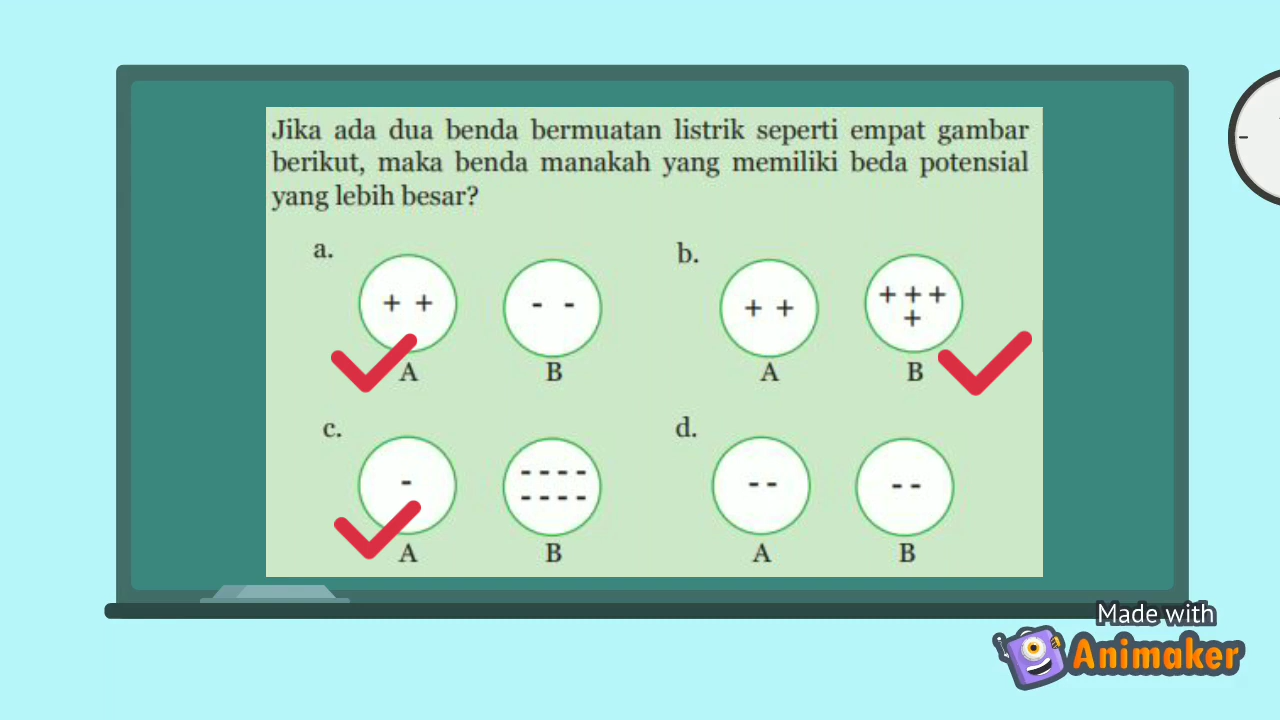 Jika ada dua benda bermuatan listrik seperti empat gambar
berikut, maka benda manakah yang memiliki beda potensial
yang lebih besar?
a.
+ +
A
- -
B
b.
+ +
A
+ + +
+
B
c.
-
A
- - - -
- - - -
B
d.
- -
A
- -
B
Made with
Animaker